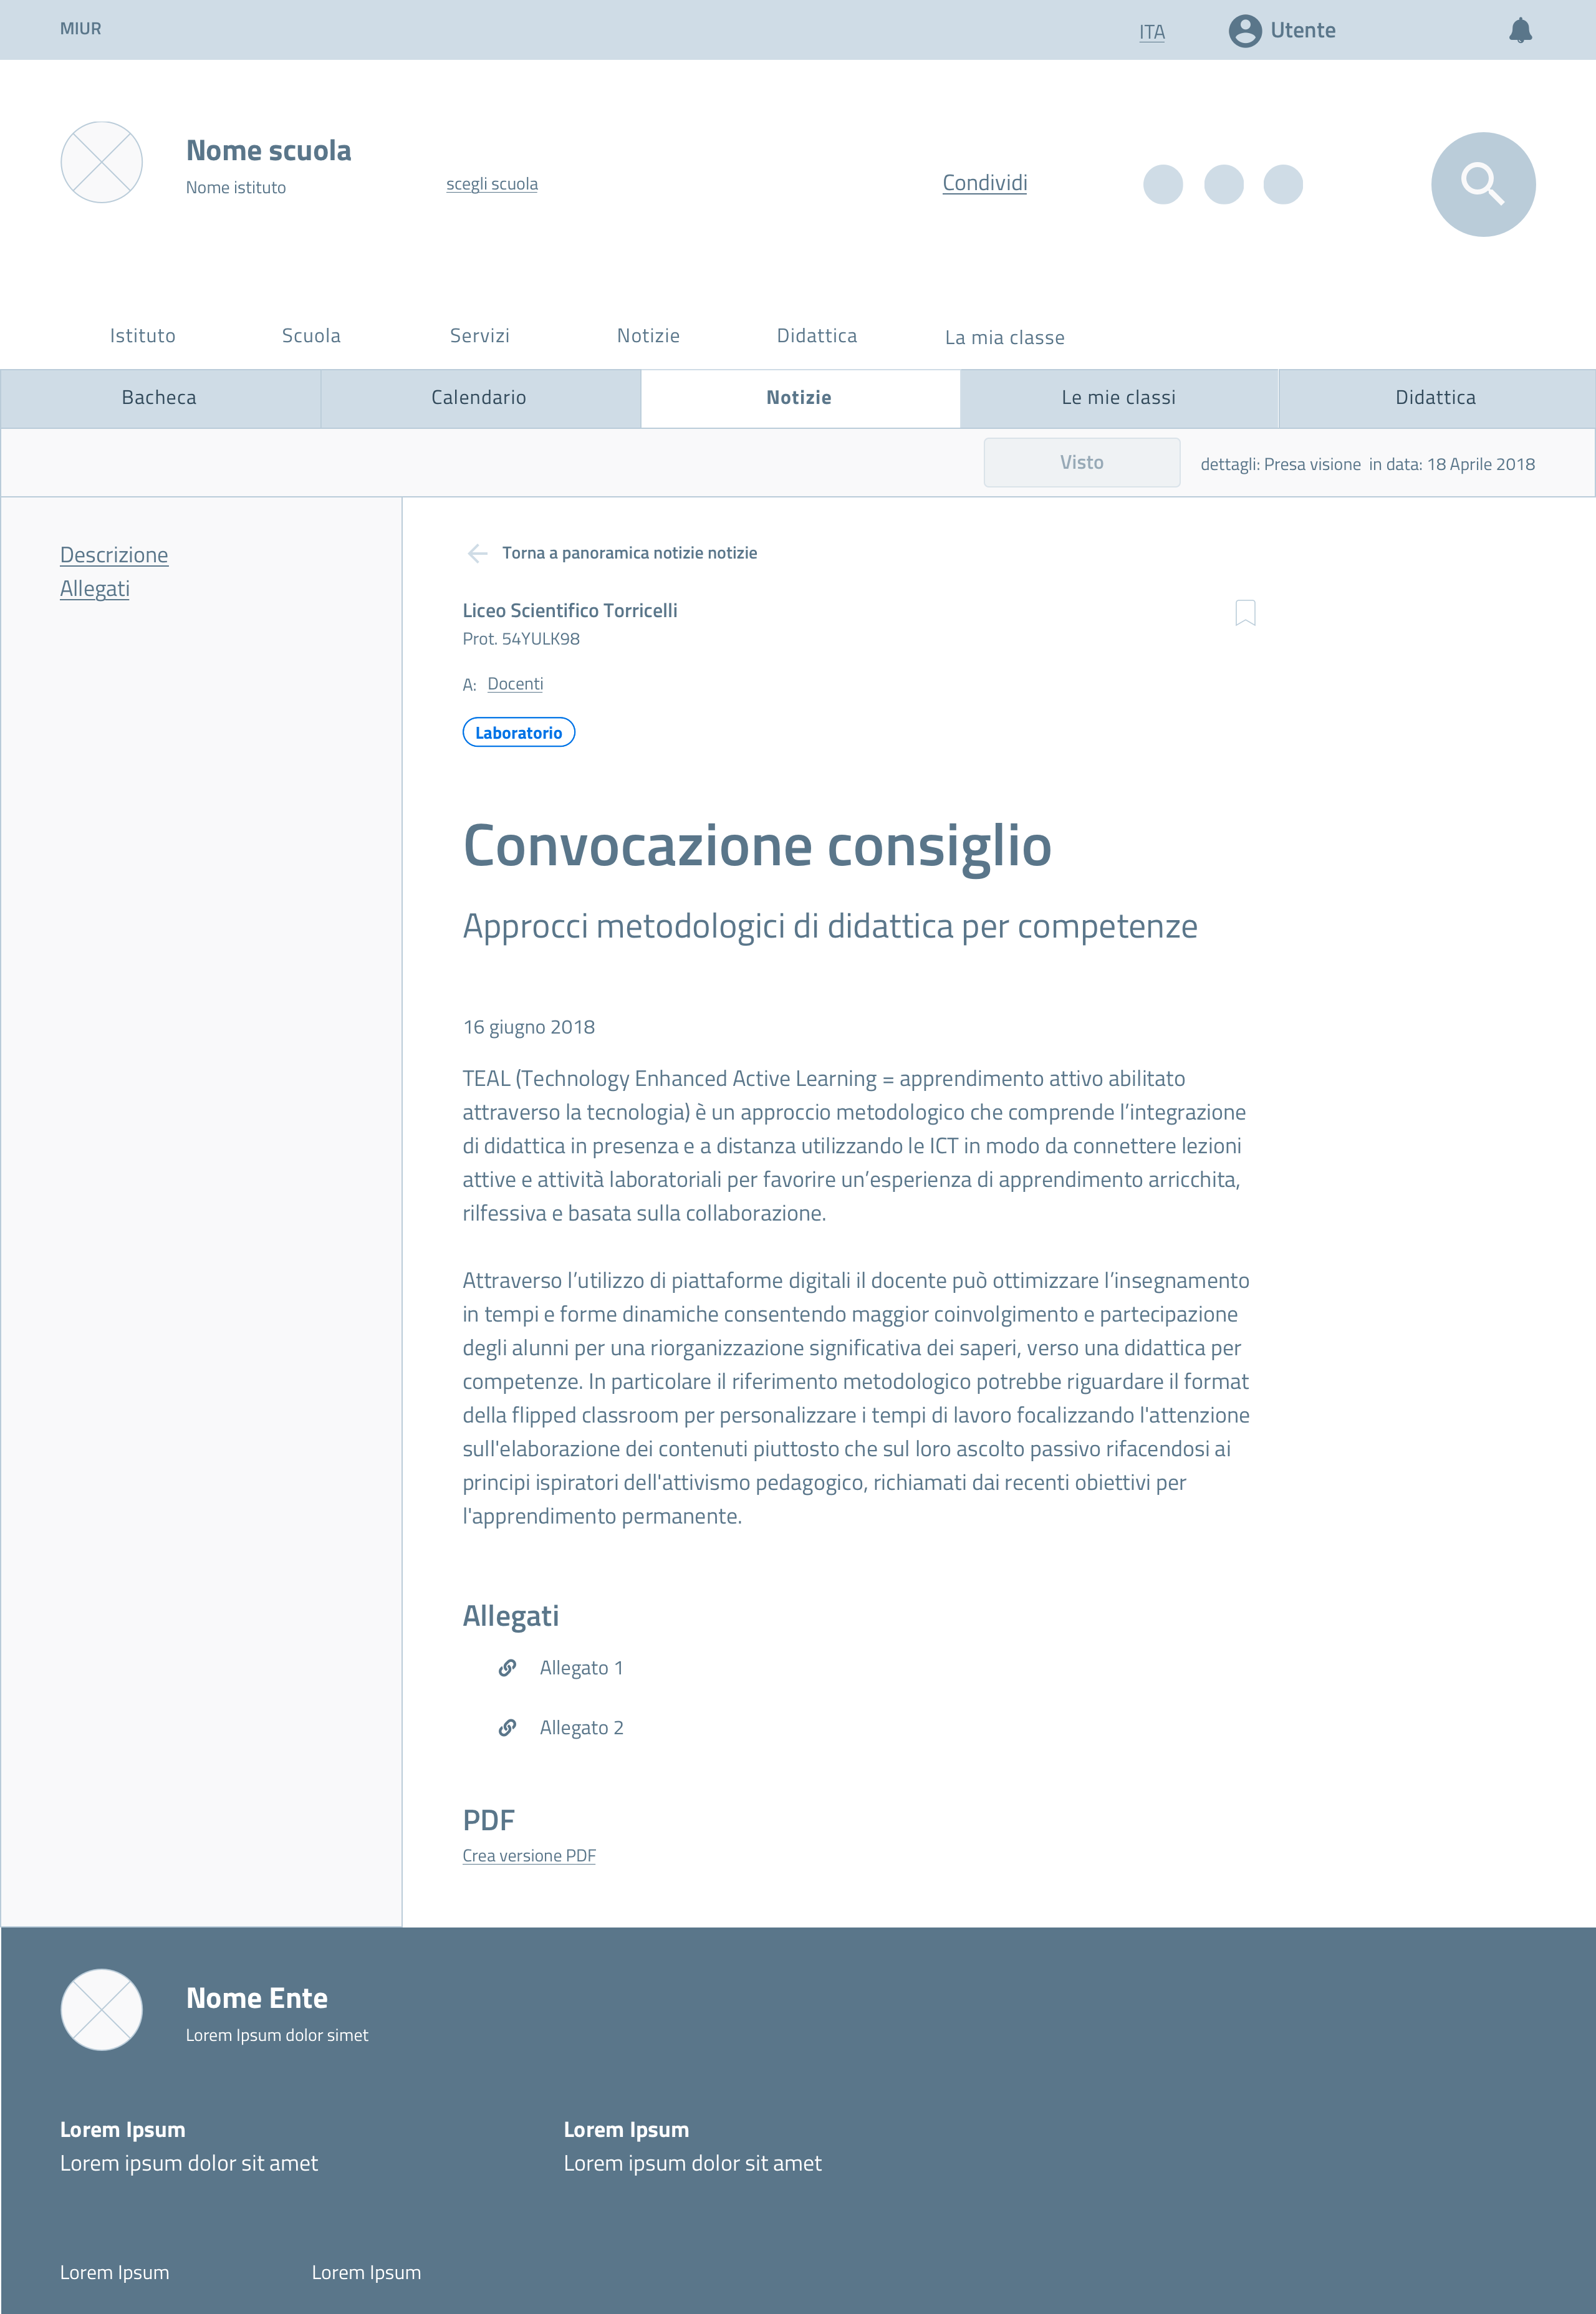 MIUR
ITA
Utente
Nome scuola
Nome istituto
scegli scuola
Condividi
Istituto
Scuola
Servizi
Notizie
Didattica
La mia classe
Bacheca
Calendario
Notizie
Le mie classi
Didattica
Visto
dettagli: Presa visione  in data: 18 Aprile 2018
Descrizione
Allegati
Torna a panoramica notizie notizie
Liceo Scientifico Torricelli
Prot. 54YULK98
A: Docenti
Laboratorio
Convocazione consiglio
Approcci metodologici di didattica per competenze
16 giugno 2018
TEAL (Technology Enhanced Active Learning = apprendimento attivo abilitato
attraverso la tecnologia) è un approccio metodologico che comprende l’integrazione
di didattica in presenza e a distanza utilizzando le ICT in modo da connettere lezioni
attive e attività laboratoriali per favorire un’esperienza di apprendimento arricchita,
rilfessiva e basata sulla collaborazione.
Attraverso l’utilizzo di piattaforme digitali il docente può ottimizzare l’insegnamento
in tempi e forme dinamiche consentendo maggior coinvolgimento e partecipazione
degli alunni per una riorganizzazione significativa dei saperi, verso una didattica per
competenze. In particolare il riferimento metodologico potrebbe riguardare il format
della flipped classroom per personalizzare i tempi di lavoro focalizzando l'attenzione
sull'elaborazione dei contenuti piuttosto che sul loro ascolto passivo rifacendosi ai
principi ispiratori dell'attivismo pedagogico, richiamati dai recenti obiettivi per
l'apprendimento permanente.
Allegati
Allegato 1
Allegato 2
PDF
Crea versione PDF
Nome Ente
Lorem Ipsum dolor simet
Lorem Ipsum
Lorem ipsum dolor sit amet
Lorem Ipsum
Lorem ipsum dolor sit amet
Lorem Ipsum
Lorem Ipsum